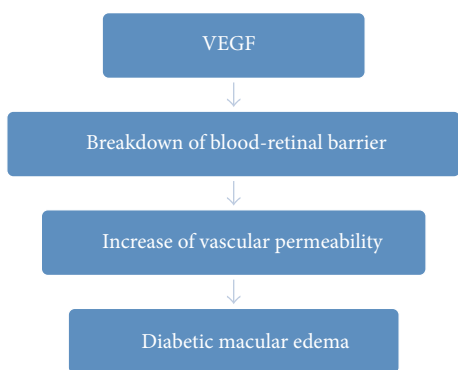 VEGF
Breakdown of blood-retinal barrier
Increase of vascular permeability
Diabetic macular edema